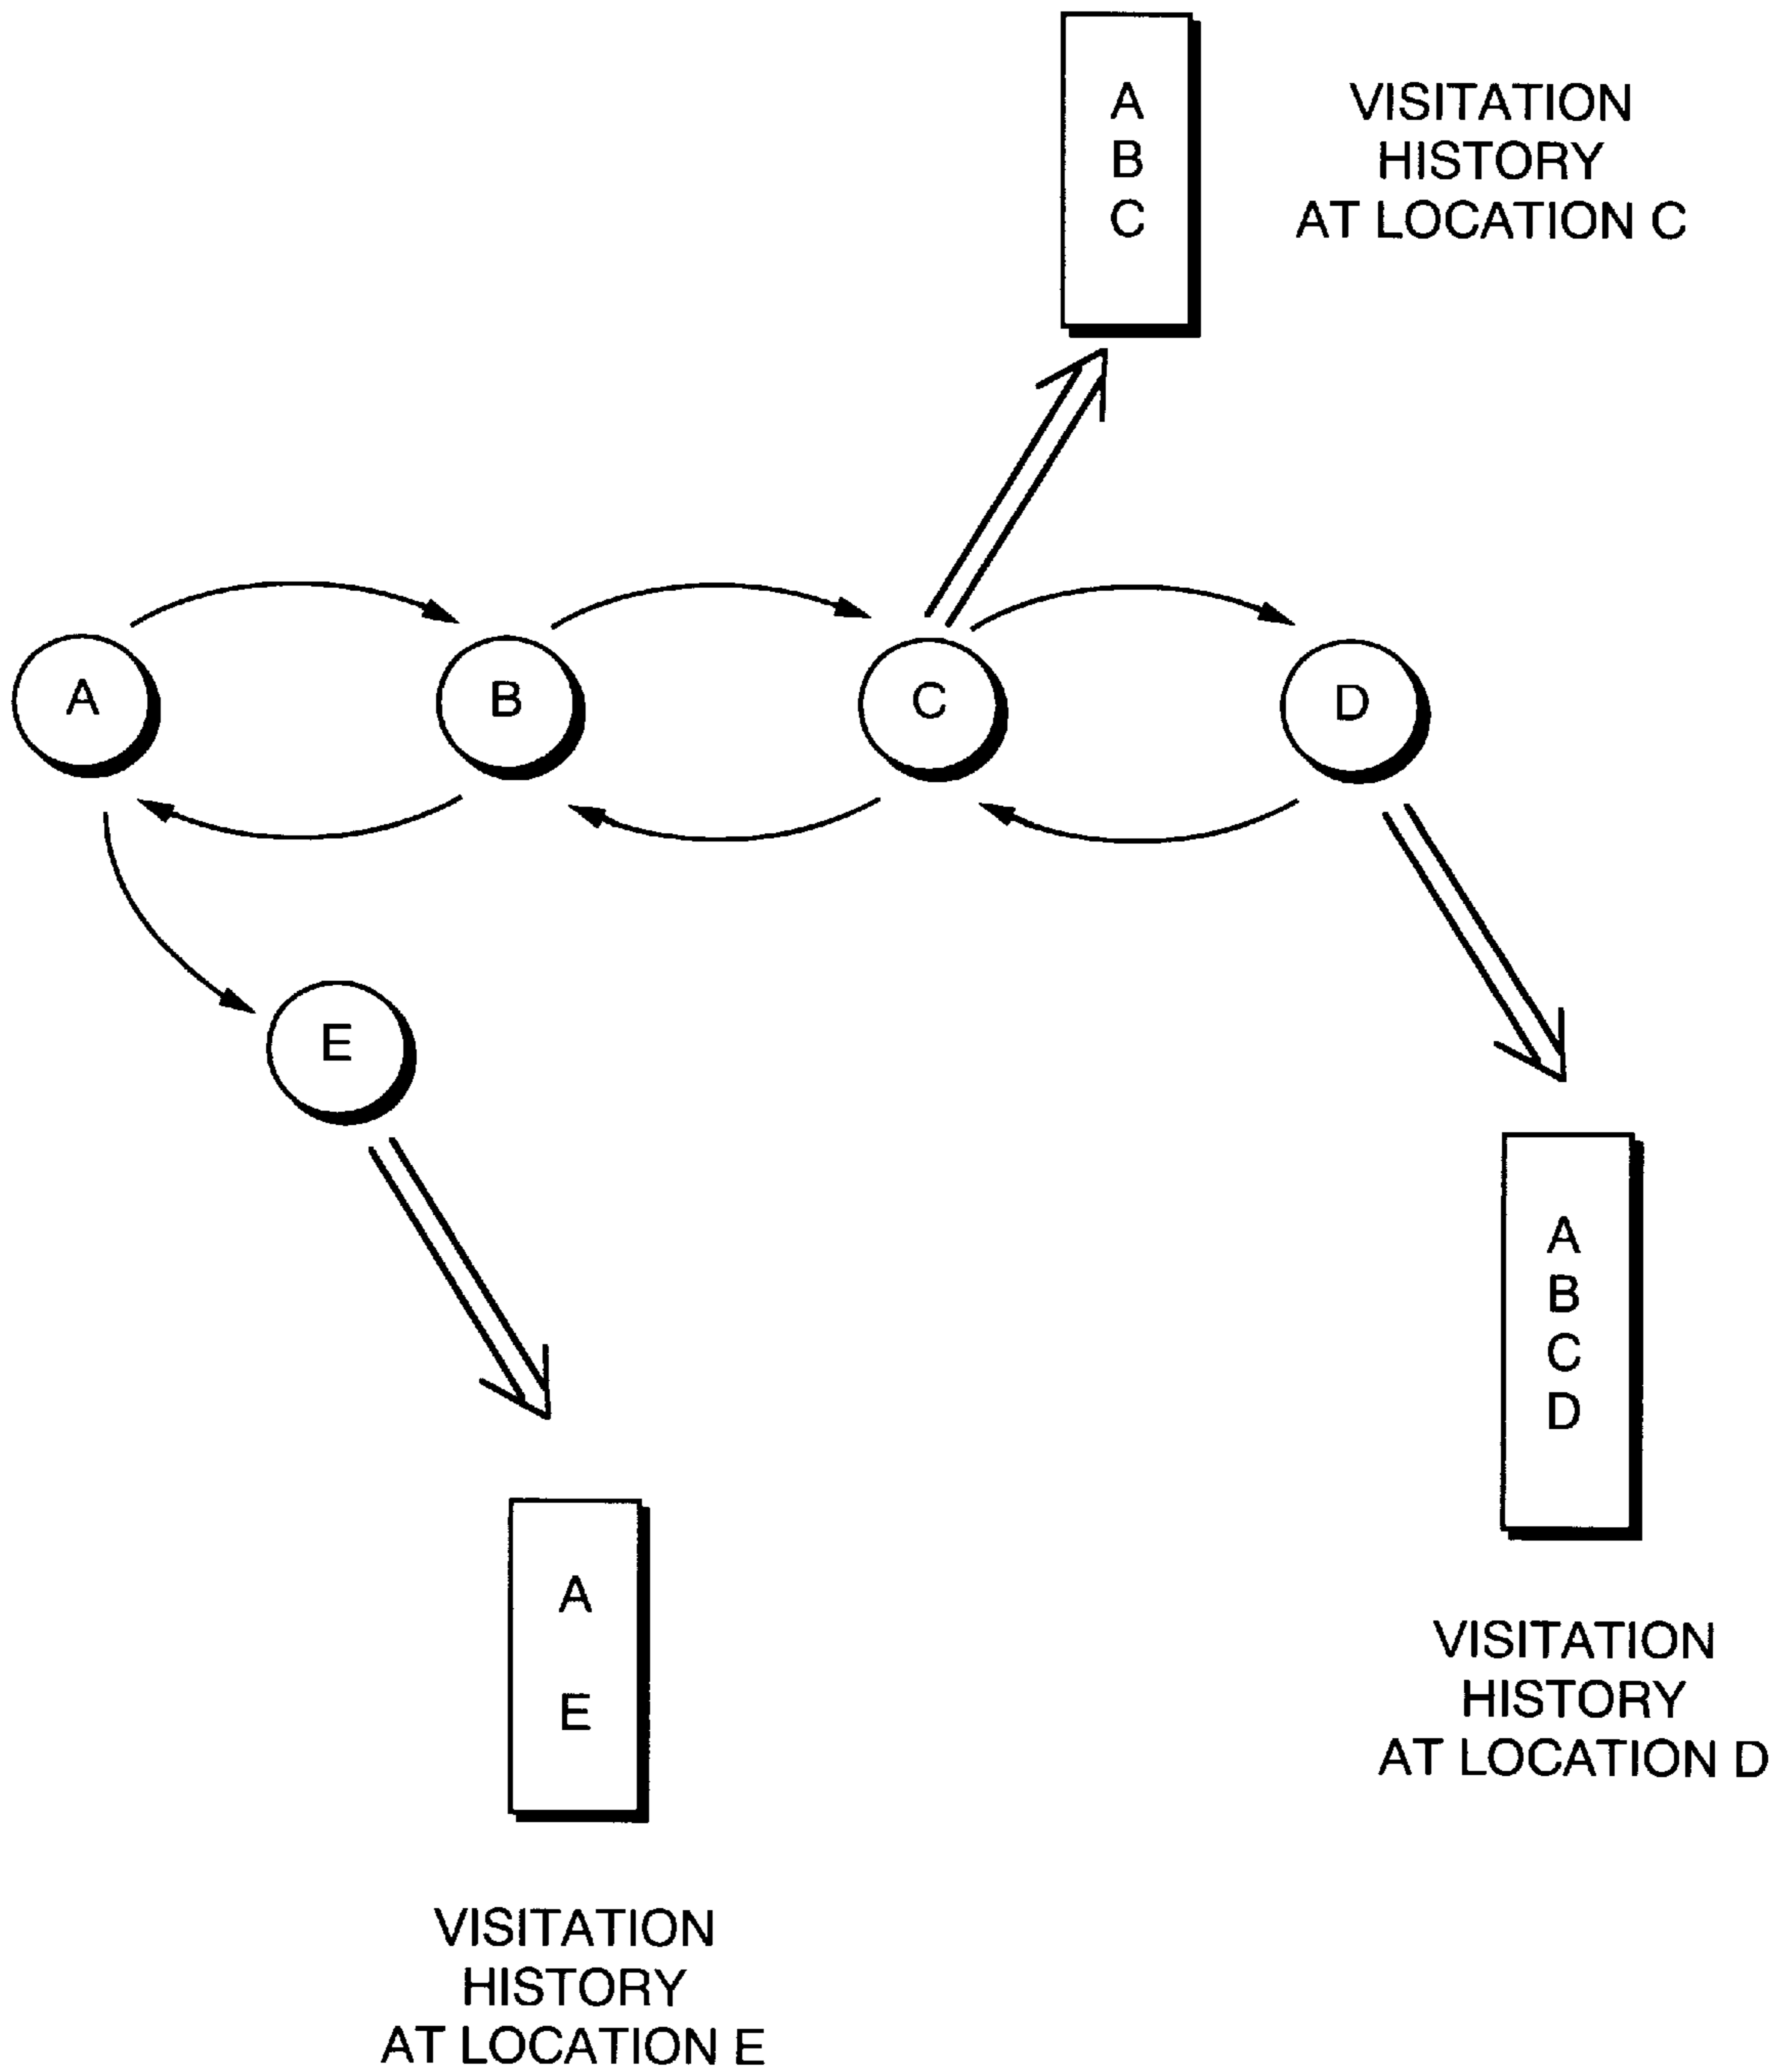 A
B
C
VISITATION
HISTORY
AT LOCATION C
A
B
C
D
E
A
B
C
D
VISITATION
HISTORY
AT LOCATION D
A
E
VISITATION
HISTORY
AT LOCATION E